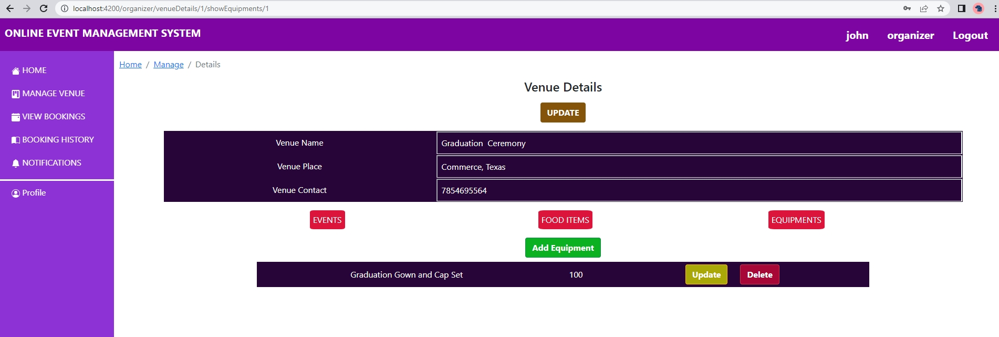 localhost:4200/organizer/venueDetails/1/showEquipments/1
ONLINE EVENT MANAGEMENT SYSTEM
john organizer Logout
HOME
MANAGE VENUE
VIEW BOOKINGS
BOOKING HISTORY
NOTIFICATIONS
Profile
Home / Manage / Details
Venue Details
UPDATE
Venue Name Graduation  Ceremony
Venue Place Commerce, Texas
Venue Contact 7854695564
EVENTS FOOD ITEMS EQUIPMENTS
Add Equipment
Graduation Gown and Cap Set 100 Update Delete